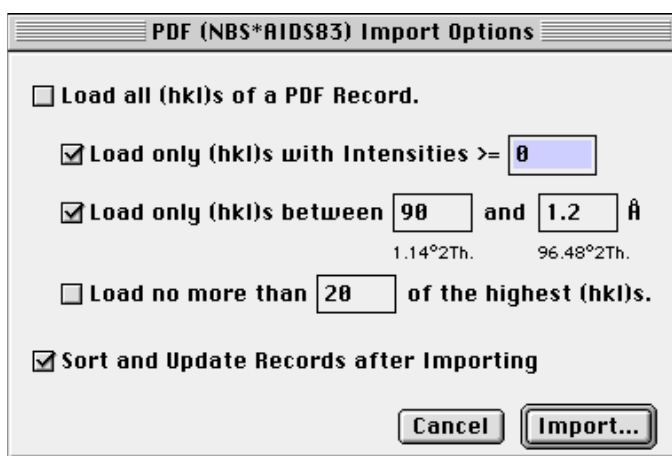 PDF (NBS*AIDS83) Import Options
Load all (hkl)s of a PDF Record.
Load only (hkl)s with Intensities >= 0
Load only (hkl)s between 90 and 1.2 Å
1.14°2Th. 96.48°2Th.
Load no more than 20 of the highest (hkl)s.
Sort and Update Records after Importing
Cancel Import...